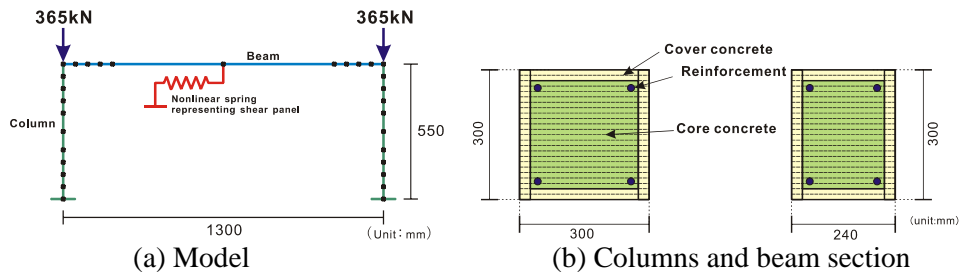 365kN
365kN
Beam
Nonlinear spring
representing shear panel
Column
550
1300
(Unit: mm)
(a) Model
Cover concrete
Reinforcement
Core concrete
300
300
300
240
(unit:mm)
(b) Columns and beam section